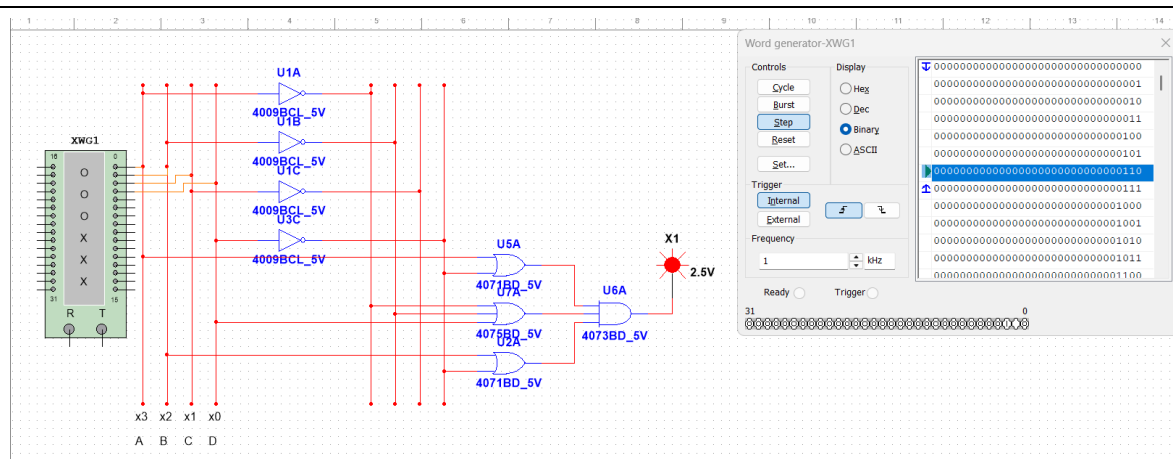 1 2 3 4 5 6 7 8 9 10 11 12 13 14
Word generator-XWG1
Controls
Display
Cycle
Burst
Step
Reset
Set...
Hex
Dec
Binary
ASCII
Trigger
Internal
External
Frequency
1
kHz
Ready
Trigger
31
0
00000000000000000000000000000000
00000000000000000000000000000001
00000000000000000000000000000010
00000000000000000000000000000011
00000000000000000000000000000100
00000000000000000000000000000101
00000000000000000000000000000110
00000000000000000000000000000111
00000000000000000000000000001000
00000000000000000000000000001001
00000000000000000000000000001010
00000000000000000000000000001011
00000000000000000000000000001100
XWG1
16
0
O
O
O
X
X
X
31
15
R T
U1A
4009BCL_5V
U1B
4009BCL_5V
U1C
4009BCL_5V
U3C
4009BCL_5V
U5A
4071BD_5V
U7A
4075BD_5V
U2A
4071BD_5V
U6A
4073BD_5V
X1
2.5V
x3 x2 x1 x0
A B C D